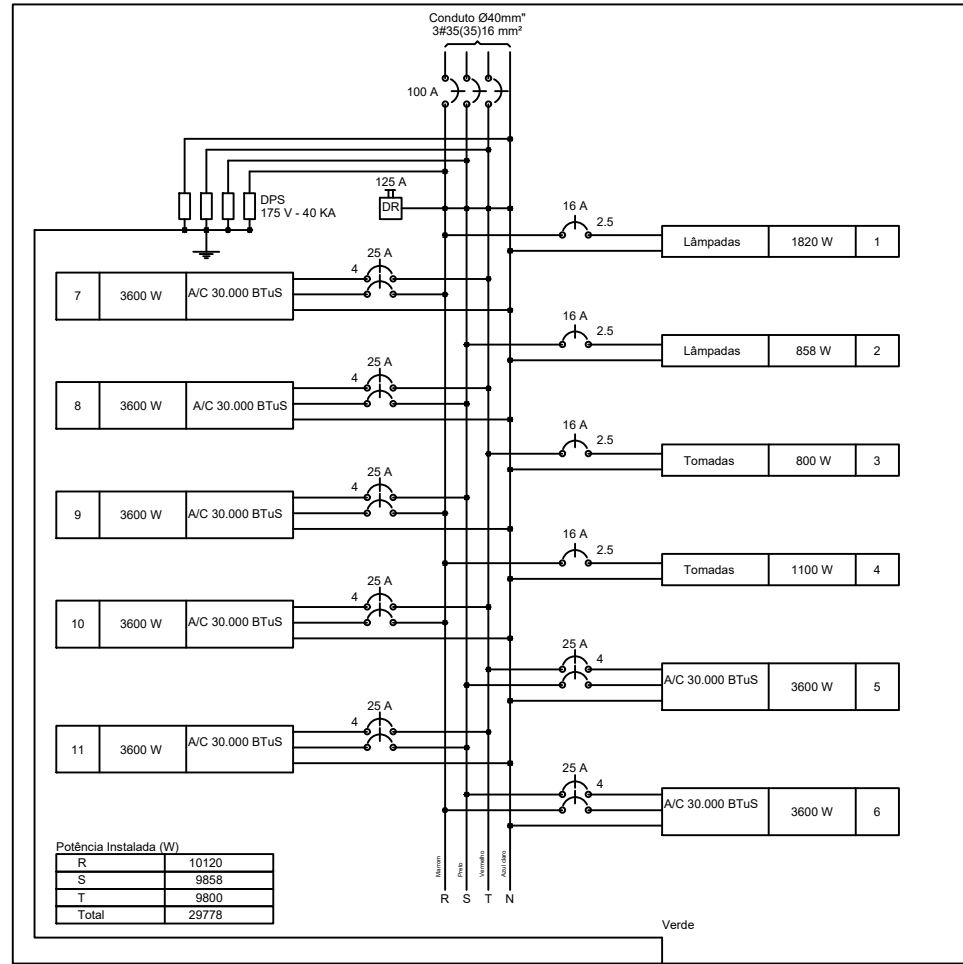 Conduto Ø40mm"
3#35(35)16 mm²
100 A
DPS
175 V - 40 KA
125 A
DR
16 A
2.5
Lâmpadas 1820 W 1
25 A
4
7 3600 W A/C 30.000 BTuS
16 A
2.5
Lâmpadas 858 W 2
25 A
4
8 3600 W A/C 30.000 BTuS
16 A
2.5
Tomadas 800 W 3
25 A
4
9 3600 W A/C 30.000 BTuS
16 A
2.5
Tomadas 1100 W 4
25 A
4
10 3600 W A/C 30.000 BTuS
25 A
4
A/C 30.000 BTuS 3600 W 5
25 A
4
11 3600 W A/C 30.000 BTuS
25 A
4
A/C 30.000 BTuS 3600 W 6
Potência Instalada (W)
R 10120
S 9858
T 9800
Total 29778
Marrom
Preto
Vermelho
Azul claro
R S T N
Verde